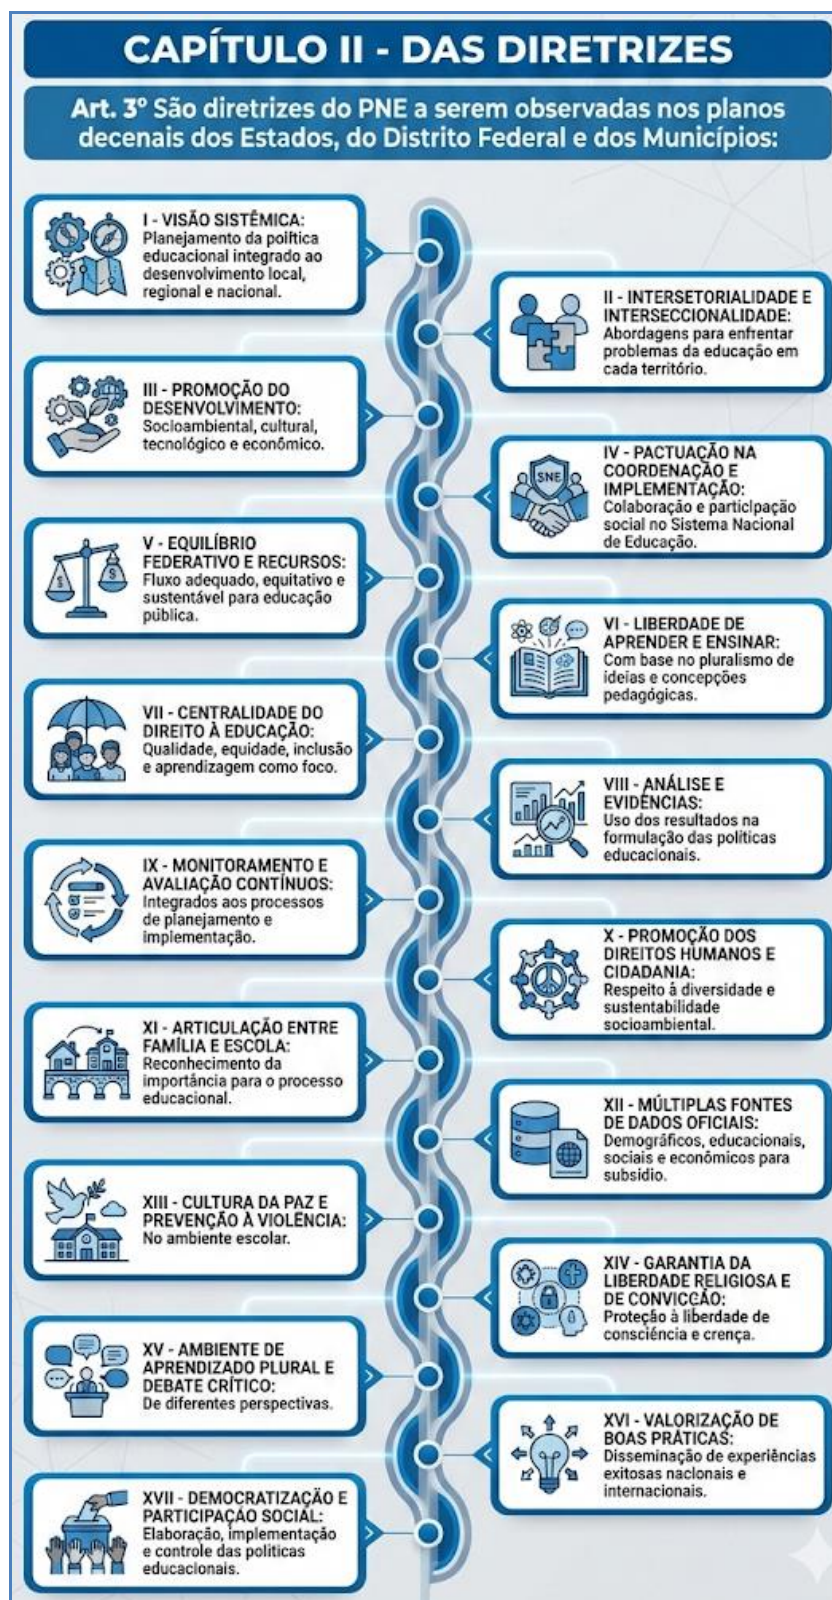 CAPÍTULO II - DAS DIRETRIZES
Art. 3º São diretrizes do PNE a serem observadas nos planos
decenais dos Estados, do Distrito Federal e dos Municípios:
I - VISÃO SISTÊMICA:
Planejamento da política
educacional integrado ao
desenvolvimento local,
regional e nacional.
II - INTERSETORIALIDADE E
INTERSECCIONALIDADE:
Abordagens para enfrentar
problemas da educação em
cada território.
III - PROMOÇÃO DO
DESENVOLVIMENTO:
Socioambiental, cultural,
tecnológico e econômico.
SNE
IV - PACTUAÇÃO NA
COORDENAÇÃO E
IMPLEMENTAÇÃO:
Colaboração e participação
social no Sistema Nacional
de Educação.
$ $
V - EQUILÍBRIO
FEDERATIVO E RECURSOS:
Fluxo adequado, equitativo e
sustentável para educação
pública.
VI - LIBERDADE DE
APRENDER E ENSINAR:
Com base no pluralismo de
ideias e concepções
pedagógicas.
VII - CENTRALIDADE DO
DIREITO À EDUCAÇÃO:
Qualidade, equidade, inclusão
e aprendizagem como foco.
VIII - ANÁLISE E
EVIDÊNCIAS:
Uso dos resultados na
formulação das políticas
educacionais.
IX - MONITORAMENTO E
AVALIAÇÃO CONTÍNUOS:
Integrados aos processos
de planejamento e
implementação.
X - PROMOÇÃO DOS
DIREITOS HUMANOS E
CIDADANIA:
Respeito à diversidade e
sustentabilidade
socioambiental.
XI - ARTICULAÇÃO ENTRE
FAMÍLIA E ESCOLA:
Reconhecimento da
importância para o processo
educacional.
XII - MÚLTIPLAS FONTES
DE DADOS OFICIAIS:
Demográficos, educacionais,
sociais e econômicos para
subsídio.
XIII - CULTURA DA PAZ E
PREVENÇÃO À VIOLÊNCIA:
No ambiente escolar.
XIV - GARANTIA DA
LIBERDADE RELIGIOSA E
DE CONVICÇÃO:
Proteção à liberdade de
consciência e crença.
XV - AMBIENTE DE
APRENDIZADO PLURAL E
DEBATE CRÍTICO:
De diferentes perspectivas.
XVI - VALORIZAÇÃO DE
BOAS PRÁTICAS:
Disseminação de experiências
exitosas nacionais e
internacionais.
XVII - DEMOCRATIZAÇÃO E
PARTICIPAÇÃO SOCIAL:
Elaboração, implementação
e controle das políticas
educacionais.